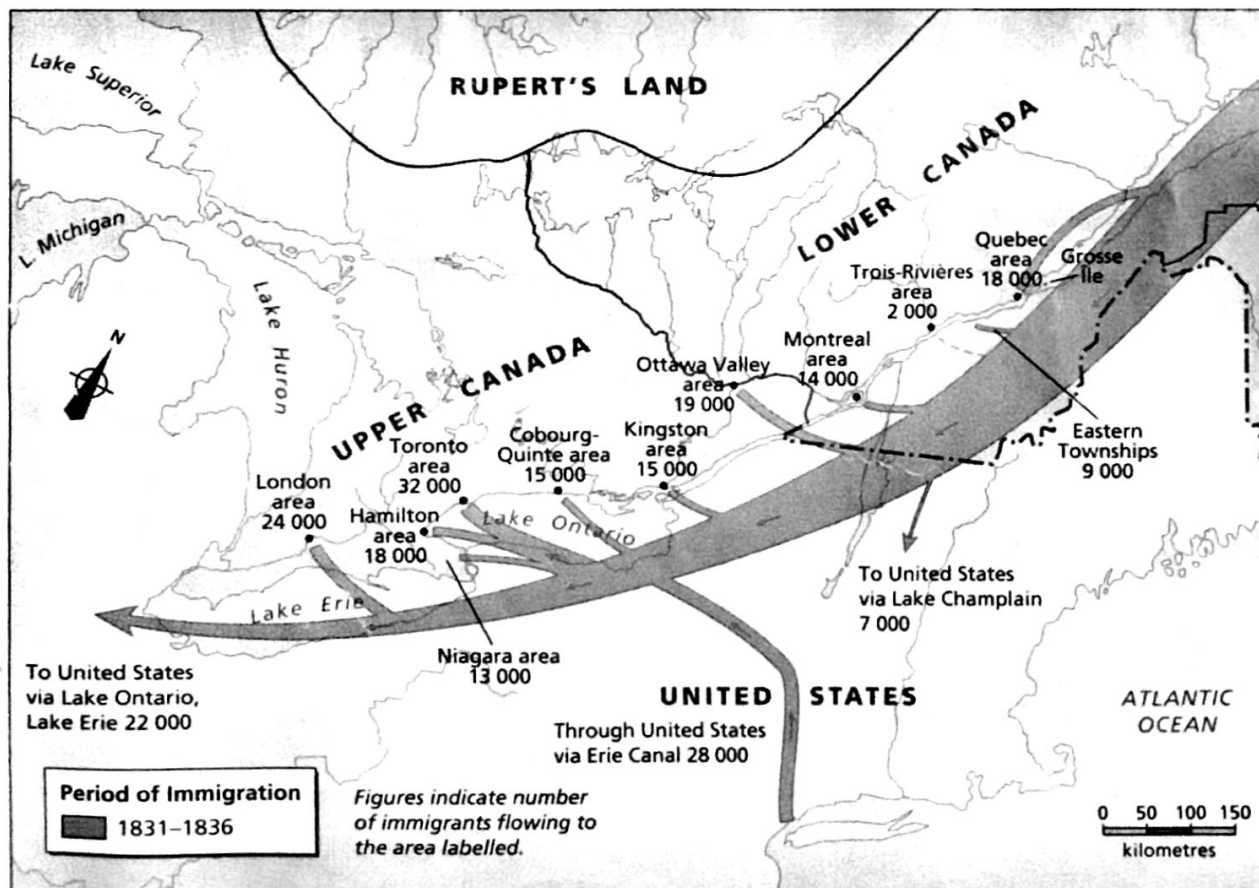 Lake Superior
RUPERT'S LAND
L. Michigan
Lake Huron
N
UPPER CANADA
LOWER CANADA
Quebec
area
18 000
Grosse
Île
Trois-Rivières
area
2 000
Montreal
area
14 000
Ottawa Valley
area
19 000
Kingston
area
15 000
Cobourg-
Quinte area
15 000
Toronto
area
32 000
Hamilton
area
18 000
London
area
24 000
Lake Ontario
Lake Erie
Eastern
Townships
9 000
To United States
via Lake Champlain
7 000
Niagara area
13 000
To United States
via Lake Ontario,
Lake Erie 22 000
UNITED STATES
Through United States
via Erie Canal 28 000
ATLANTIC
OCEAN
Period of Immigration
1831–1836
Figures indicate number
of immigrants flowing to
the area labelled.
0 50 100 150
kilometres